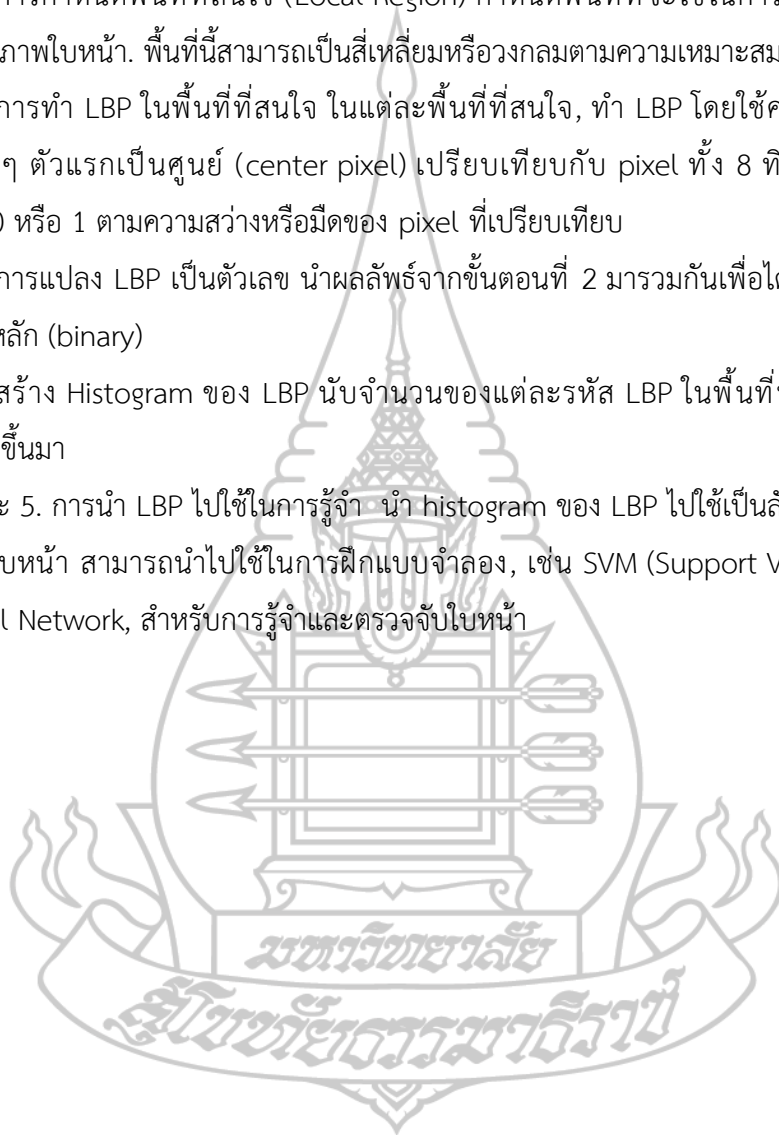 การกำหนดพื้นที่ที่สนใจ (Local Region) กำหนดพื้นที่ที่จะใช้ในการ
ภาพใบหน้า. พื้นที่นี้สามารถเป็นสี่เหลี่ยมหรือวงกลมตามความเหมาะสม
การทำ LBP ในพื้นที่ที่สนใจ ในแต่ละพื้นที่ที่สนใจ, ทำ LBP โดยใช้
ๆ ตัวแรกเป็นศูนย์ (center pixel) เปรียบเทียบกับ pixel ทั้ง 8 ที่
0 หรือ 1 ตามความสว่างหรือมืดของ pixel ที่เปรียบเทียบ
การแปลง LBP เป็นตัวเลข นำผลลัพธ์จากขั้นตอนที่ 2 มารวมกันเพื่อได้
หลัก (binary)
สร้าง Histogram ของ LBP นับจำนวนของแต่ละรหัส LBP ในพื้นที่
ขึ้นมา
ะ 5. การนำ LBP ไปใช้ในการรู้จำ นำ histogram ของ LBP ไปใช้เป็น
บหน้า สามารถนำไปใช้ในการฝึกแบบจำลอง, เช่น SVM (Support V
l Network, สำหรับการรู้จำและตรวจจับใบหน้า
มหาวิทยาลัย
สุโขทัยธรรมาธิราช